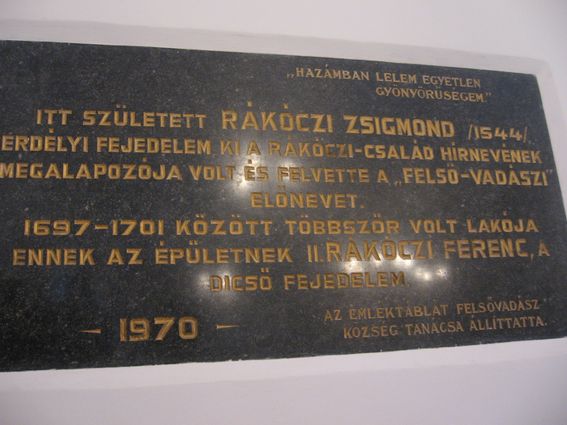 „HAZÁMBAN LELEM EGYETLEN
GYÖNYÖRÜSÉGEM."
ITT SZÜLETETT RÁKÓCZI ZSIGMOND /1544/.
ERDÉLYI FEJEDELEM KI A RÁKÓCZI-CSALÁD HÍRNEVÉNEK
MEGALAPOZÓJA VOLT ÉS FELVETTE A „FELSŐ-VADÁSZI"
ELŐNEVET.
1697-1701 KÖZÖTT TÖBBSZÖR VOLT LAKÓJA
ENNEK AZ ÉPÜLETNEK II. RÁKÓCZI FERENC, A
DICSŐ FEJEDELEM.
– 1970 –
AZ EMLÉKTÁBLÁT FELSŐVADÁSZ
KÖZSÉG TANÁCSA ÁLLÍTTATTA.